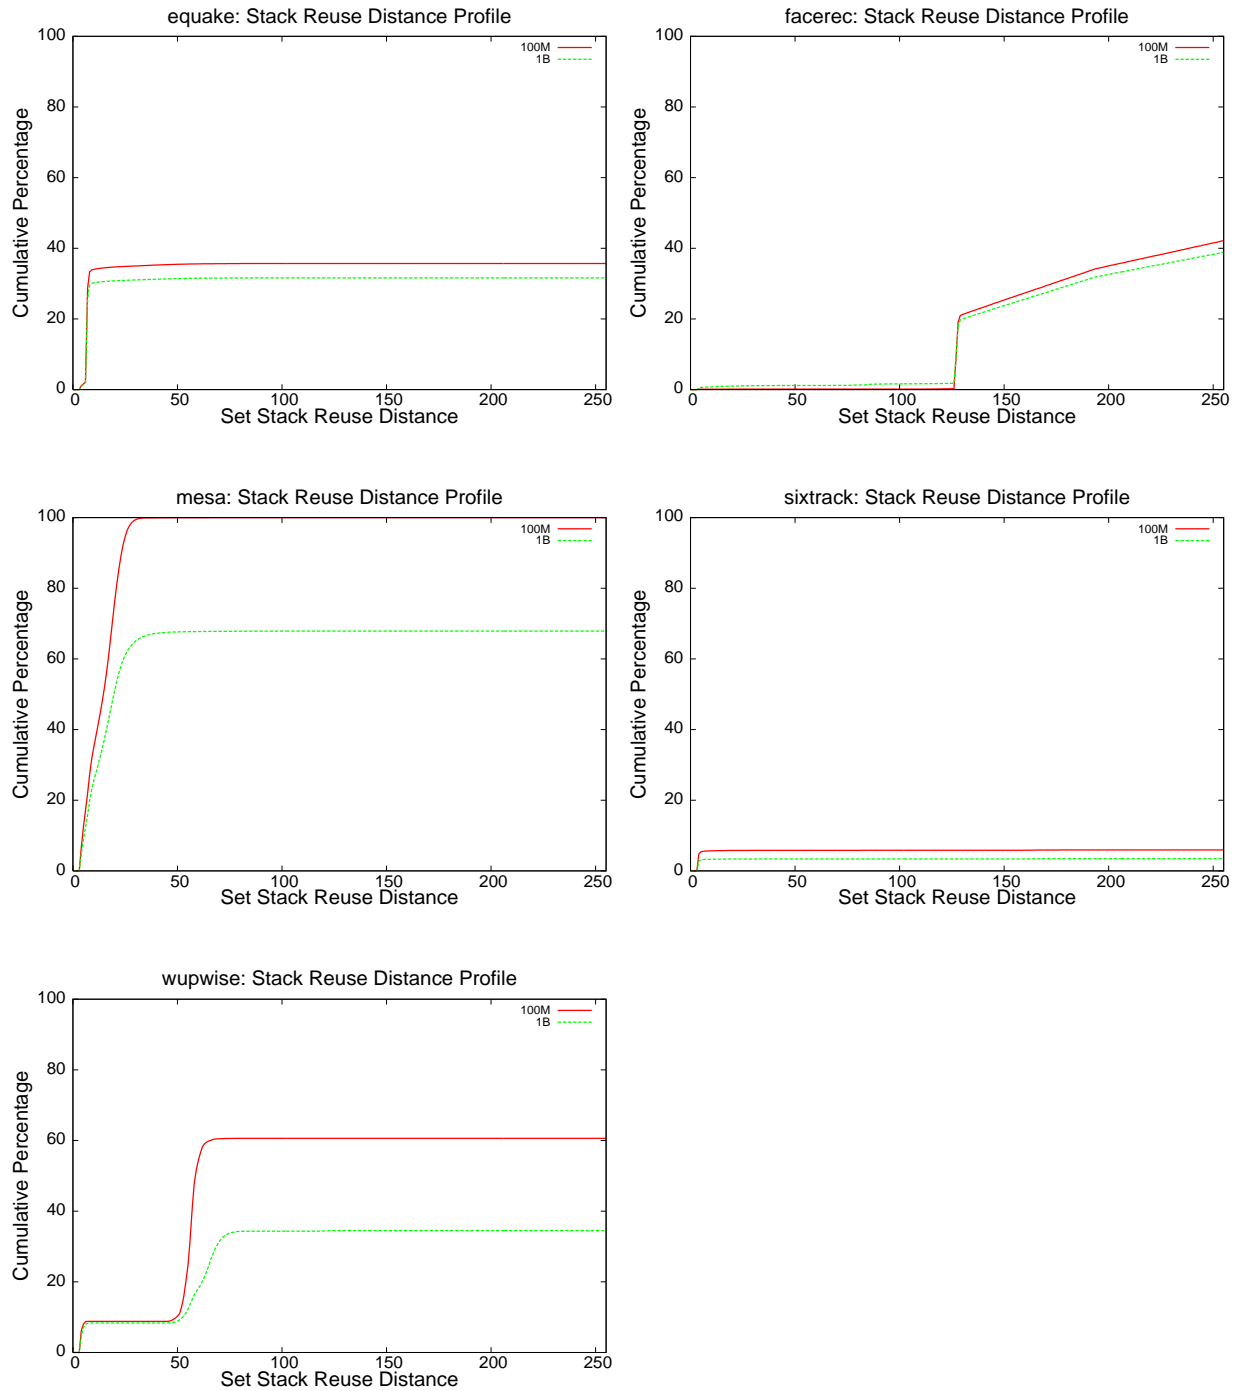 equake: Stack Reuse Distance Profile
100
80
60
40
20
0
0 50 100 150 200 250
Cumulative Percentage
Set Stack Reuse Distance
100M
1B
facerec: Stack Reuse Distance Profile
100
80
60
40
20
0
0 50 100 150 200 250
Cumulative Percentage
Set Stack Reuse Distance
100M
1B
mesa: Stack Reuse Distance Profile
100
80
60
40
20
0
0 50 100 150 200 250
Cumulative Percentage
Set Stack Reuse Distance
100M
1B
sixtrack: Stack Reuse Distance Profile
100
80
60
40
20
0
0 50 100 150 200 250
Cumulative Percentage
Set Stack Reuse Distance
100M
1B
wupwise: Stack Reuse Distance Profile
100
80
60
40
20
0
0 50 100 150 200 250
Cumulative Percentage
Set Stack Reuse Distance
100M
1B